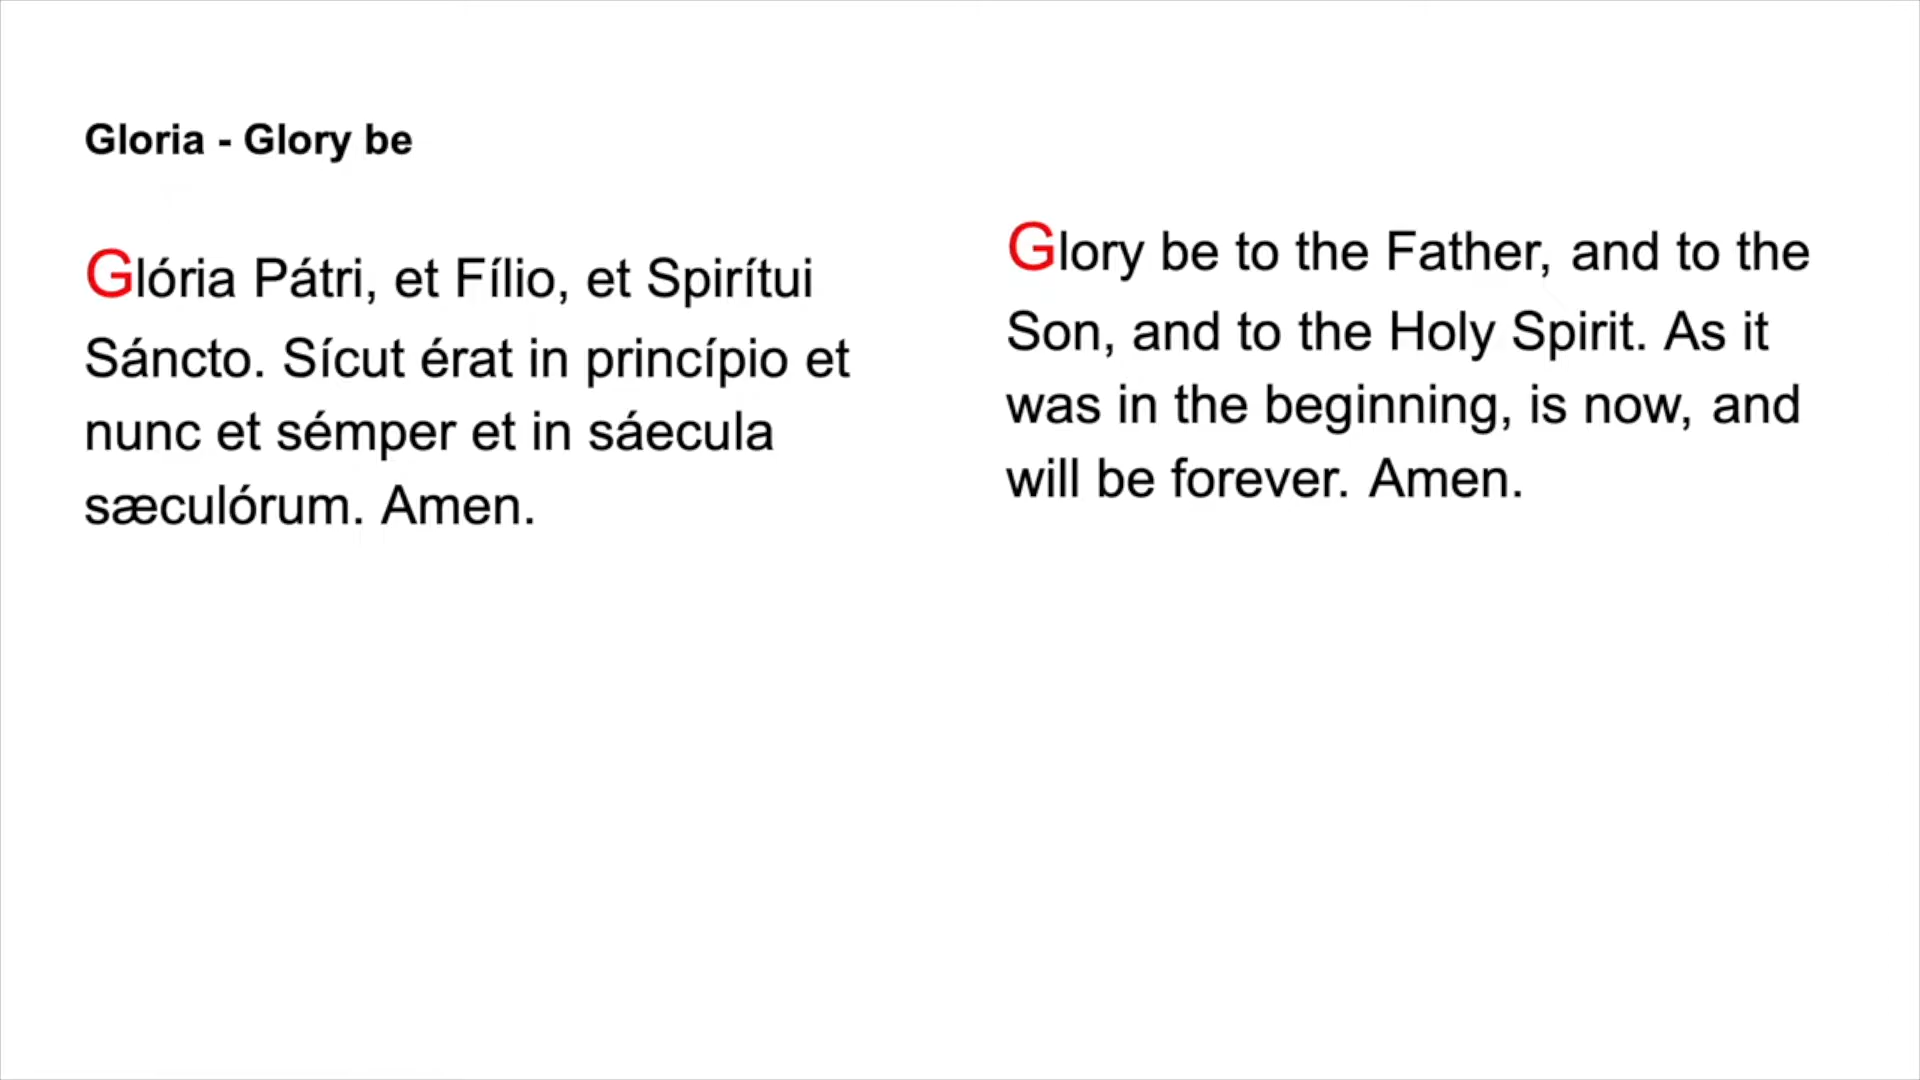 Gloria - Glory be
Glória Pátri, et Fílio, et Spirítui
Sáncto. Sícut érat in princípio et
nunc et sémper et in sáecula
sæculórum. Amen.
Glory be to the Father, and to the
Son, and to the Holy Spirit. As it
was in the beginning, is now, and
will be forever. Amen.